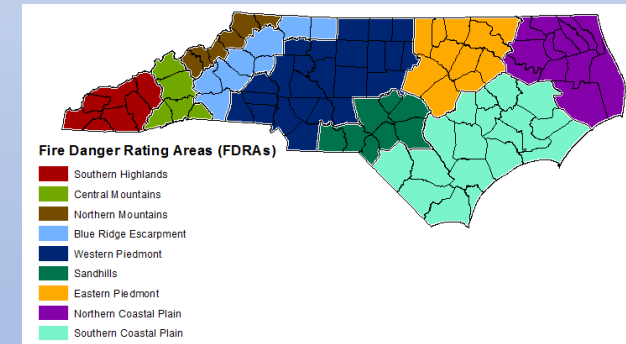 Fire Danger Rating Areas (FDRAs)
Southern Highlands
Central Mountains
Northern Mountains
Blue Ridge Escarpment
Western Piedmont
Sandhills
Eastern Piedmont
Northern Coastal Plain
Southern Coastal Plain